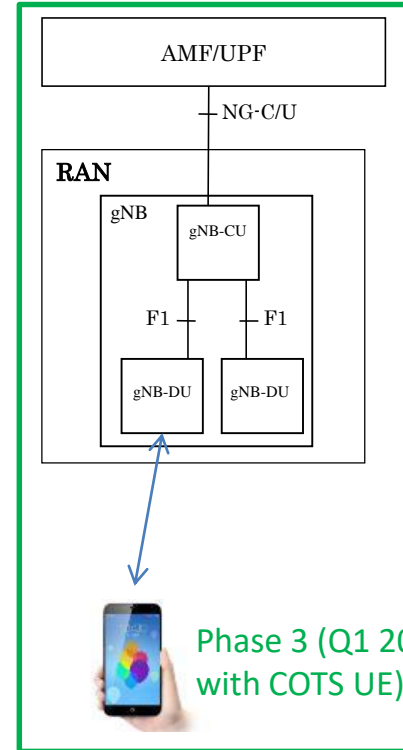 AMF/UPF
NG-C/U
RAN
gNB
gNB-CU
F1 F1
gNB-DU gNB-DU
Phase 3 (Q1 20
with COTS UE)